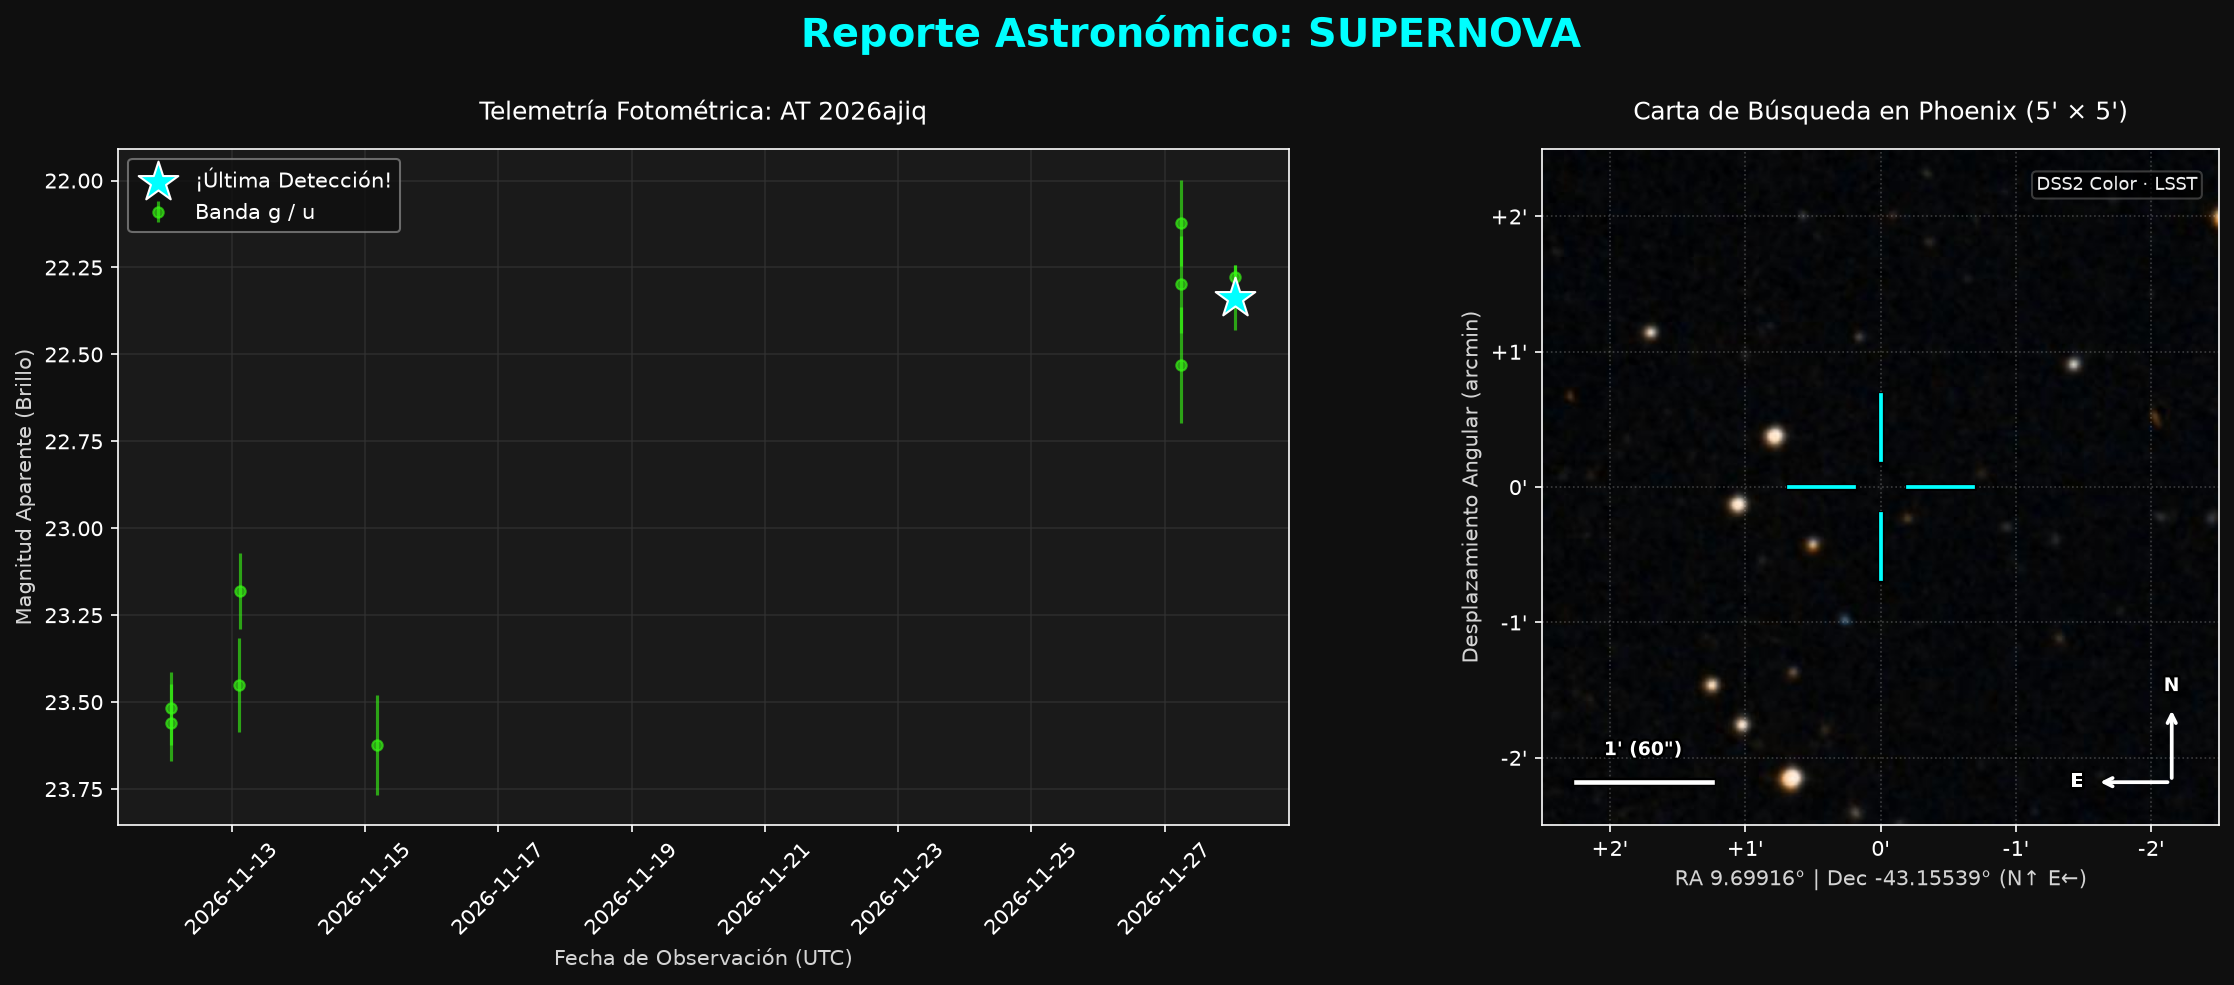 Reporte Astronómico: SUPERNOVA
Telemetría Fotométrica: AT 2026ajiq
¡Última Detección!
Banda g / u
Magnitud Aparente (Brillo)
22.00
22.25
22.50
22.75
23.00
23.25
23.50
23.75
2026-11-13
2026-11-15
2026-11-17
2026-11-19
2026-11-21
2026-11-23
2026-11-25
2026-11-27
Fecha de Observación (UTC)
Carta de Búsqueda en Phoenix (5' × 5')
DSS2 Color · LSST
Desplazamiento Angular (arcmin)
+2'
+1'
0'
-1'
-2'
N
E
1' (60")
+2'
+1'
0'
-1'
-2'
RA 9.69916° | Dec -43.15539° (N↑ E←)